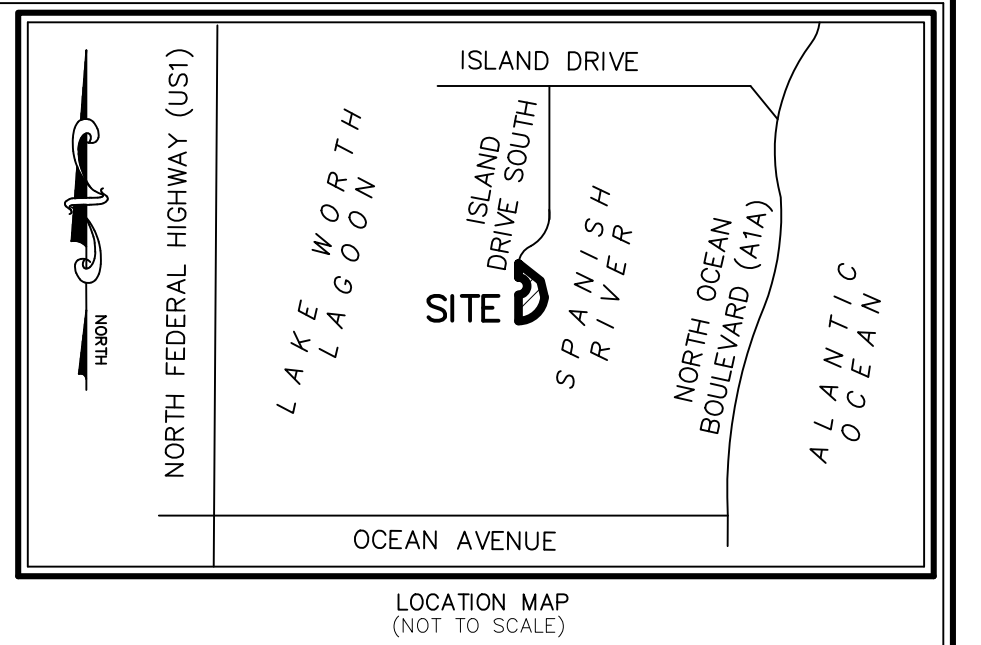 ISLAND DRIVE
NORTH FEDERAL HIGHWAY (US1)
NORTH
LAKE WORTH
LAGOON
ISLAND
DRIVE SOUTH
SITE
SPANISH
RIVER
NORTH OCEAN
BOULEVARD (A1A)
ALANTIC
OCEAN
OCEAN AVENUE
LOCATION MAP
(NOT TO SCALE)